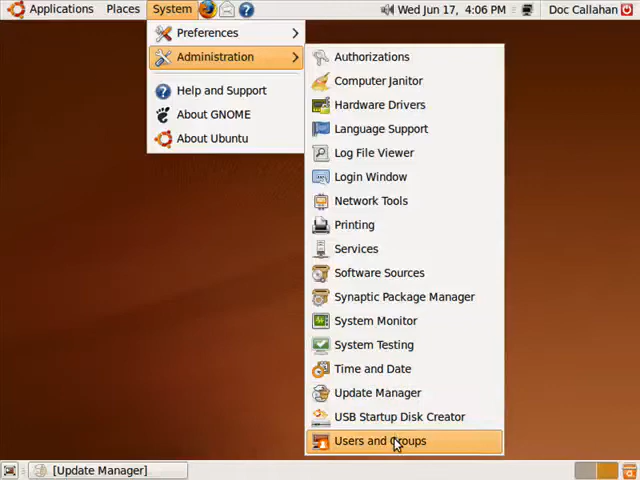 Applications Places System Wed Jun 17, 4:06 PM Doc Callahan
Preferences
Administration
Help and Support
About GNOME
About Ubuntu
Authorizations
Computer Janitor
Hardware Drivers
Language Support
Log File Viewer
Login Window
Network Tools
Printing
Services
Software Sources
Synaptic Package Manager
System Monitor
System Testing
Time and Date
Update Manager
USB Startup Disk Creator
Users and Groups
[Update Manager]